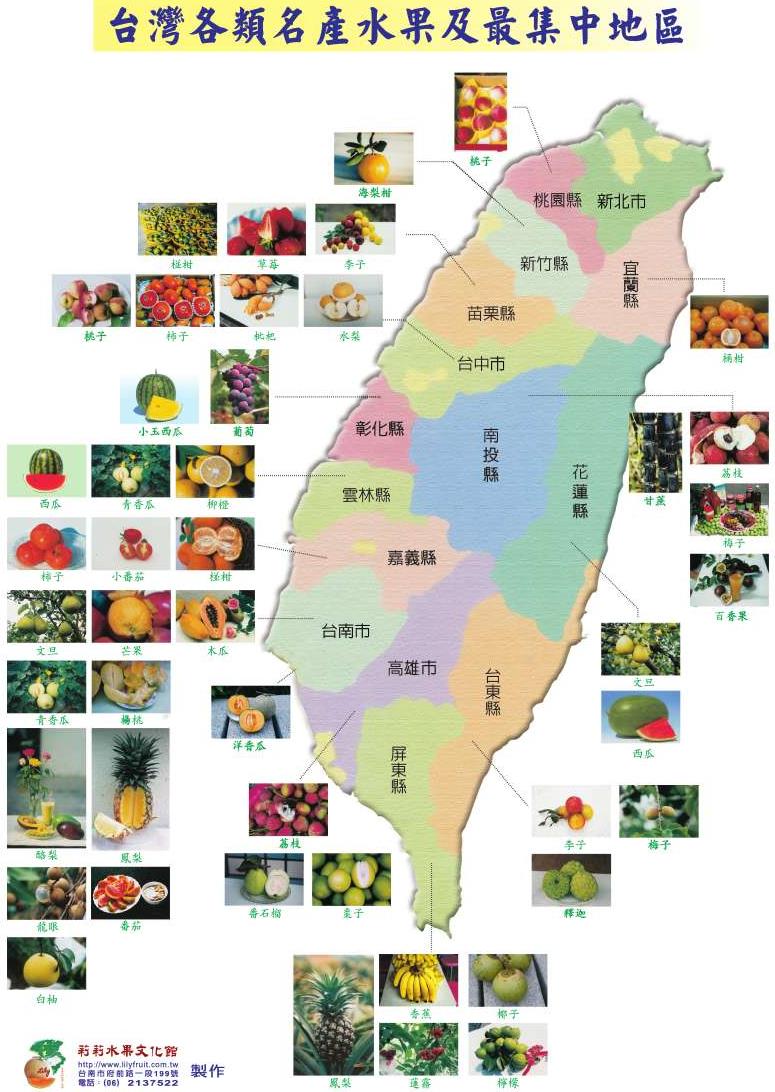 台灣各類名產水果及最集中地區
桃子
海梨柑
椪柑
草莓
李子
桃子
柿子
枇杷
水梨
小玉西瓜
葡萄
西瓜
青香瓜
柳橙
柿子
小番茄
椪柑
文旦
芒果
木瓜
青香瓜
楊桃
洋香瓜
酪梨
鳳梨
龍眼
番茄
白柚
桃園縣
新北市
新竹縣
宜蘭縣
苗栗縣
台中市
彰化縣
南投縣
花蓮縣
雲林縣
嘉義縣
台南市
高雄市
台東縣
屏東縣
桶柑
甘蔗
荔枝
梅子
百香果
文旦
西瓜
荔枝
番石榴
棗子
李子
梅子
釋迦
香蕉
椰子
鳳梨
蓮霧
檸檬
Lily
莉莉水果文化館
http://www.lilyfruit.com.tw
台南市府前路一段199號
電話：(06) 2137522
製作